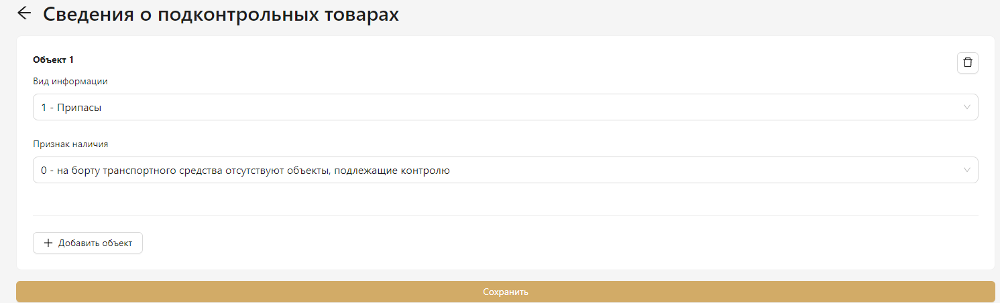 Сведения о подконтрольных товарах
Объект 1
Вид информации
1 - Припасы
Признак наличия
0 - на борту транспортного средства отсутствуют объекты, подлежащие контролю
Добавить объект
Сохранить